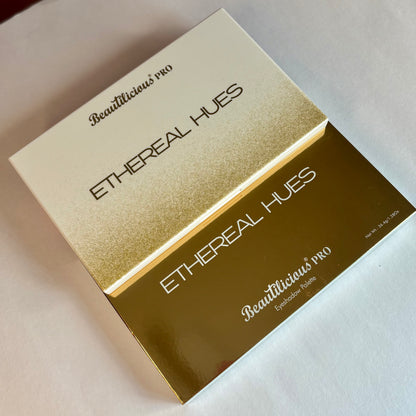 Beautilicious® PRO
ETHEREAL HUES
ETHEREAL HUES
Beautilicious® PRO
Eyeshadow Palette